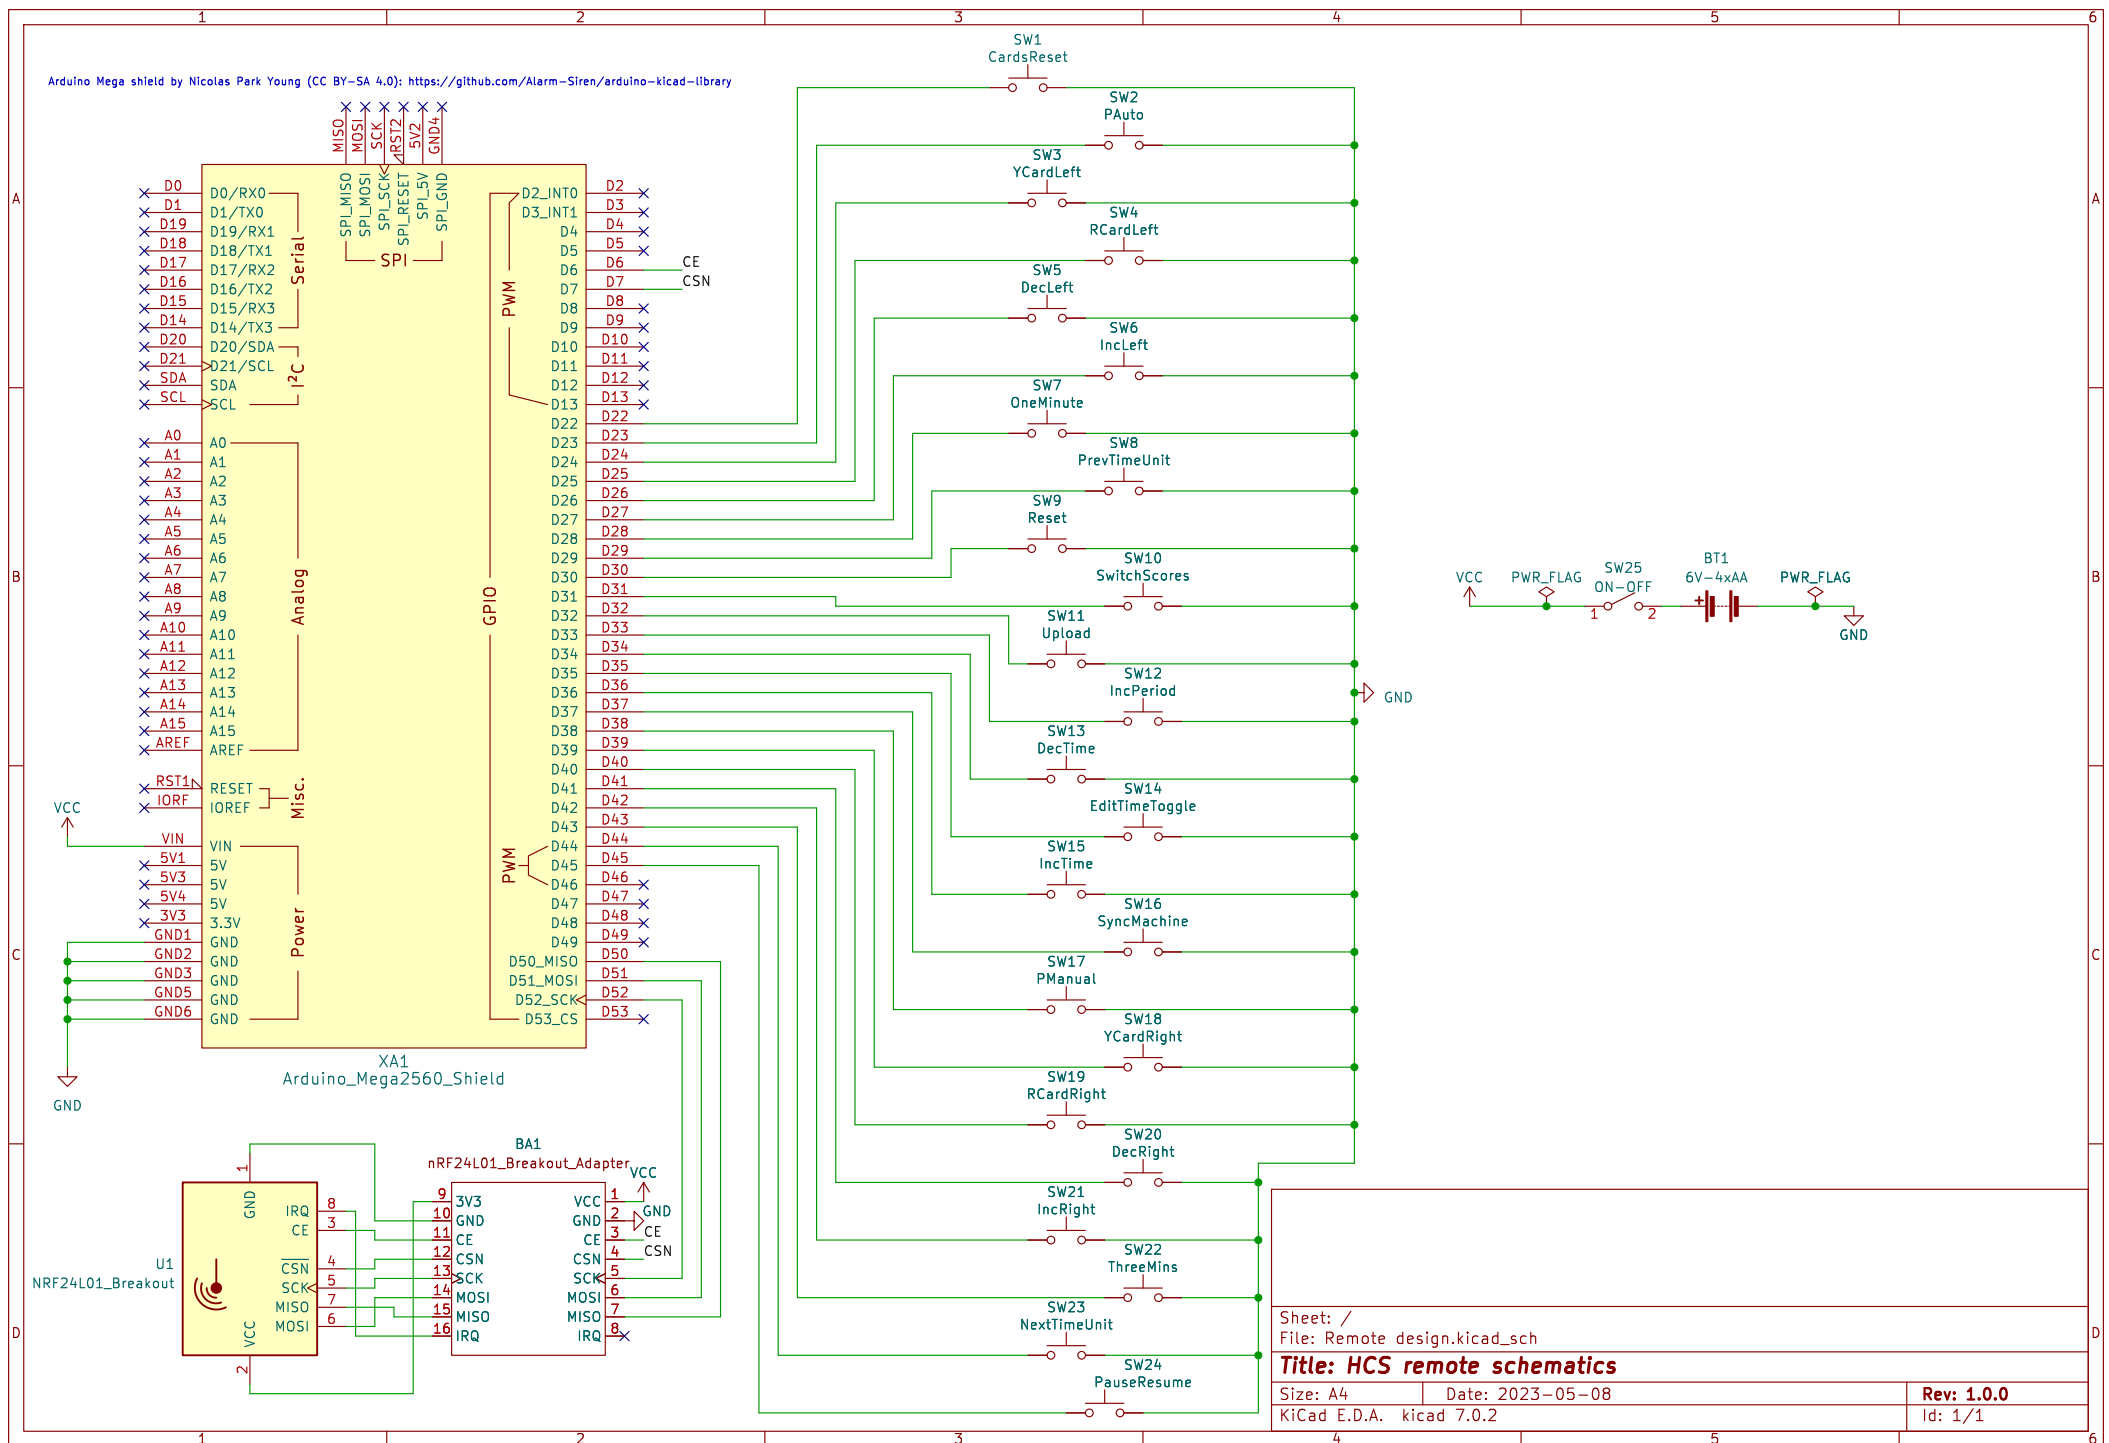 1 2 3 4 5 6
Arduino Mega shield by Nicolas Park Young (CC BY-SA 4.0): https://github.com/Alarm-Siren/arduino-kicad-library
MISO MOSI SCK RST2 5V2 GND4
SPI_MISO SPI_MOSI SPI_SCK SPI_RESET SPI_5V SPI_GND
SPI
A
D0 D0/RX0
D1 D1/TX0
D19 D19/RX1
D18 D18/TX1
D17 D17/RX2
D16 D16/TX2
D15 D15/RX3
D14 D14/TX3
Serial
D20 D20/SDA
D21 D21/SCL
SDA SDA
SCL SCL
I²C
A0 A0
A1 A1
A2 A2
A3 A3
A4 A4
A5 A5
A6 A6
A7 A7
A8 A8
A9 A9
A10 A10
A11 A11
A12 A12
A13 A13
A14 A14
A15 A15
AREF AREF
Analog
B
RST1 RESET
IORF IOREF
Misc.
VCC
VIN VIN
5V1 5V
5V3 5V
5V4 5V
3V3 3.3V
GND1 GND
GND2 GND
GND3 GND
GND5 GND
GND6 GND
Power
GND
C
PWM
GPIO
PWM
D2_INT0 D2
D3_INT1 D3
D4 D4
D5 D5
D6 D6 CE
D7 D7 CSN
D8 D8
D9 D9
D10 D10
D11 D11
D12 D12
D13 D13
D22 D22
D23 D23
D24 D24
D25 D25
D26 D26
D27 D27
D28 D28
D29 D29
D30 D30
D31 D31
D32 D32
D33 D33
D34 D34
D35 D35
D36 D36
D37 D37
D38 D38
D39 D39
D40 D40
D41 D41
D42 D42
D43 D43
D44 D44
D45 D45
D46 D46
D47 D47
D48 D48
D49 D49
D50_MISO D50
D51_MOSI D51
D52_SCK D52
D53_CS D53
XA1
Arduino_Mega2560_Shield
SW1
CardsReset
SW2
PAuto
SW3
YCardLeft
SW4
RCardLeft
SW5
DecLeft
SW6
IncLeft
SW7
OneMinute
SW8
PrevTimeUnit
SW9
Reset
SW10
SwitchScores
SW11
Upload
SW12
IncPeriod
SW13
DecTime
SW14
EditTimeToggle
SW15
IncTime
SW16
SyncMachine
SW17
PManual
SW18
YCardRight
SW19
RCardRight
SW20
DecRight
SW21
IncRight
SW22
ThreeMins
SW23
NextTimeUnit
SW24
PauseResume
GND
VCC
PWR_FLAG
SW25
ON-OFF
1 2
BT1
6V-4xAA
+
PWR_FLAG
GND
A
B
C
D
U1
NRF24L01_Breakout
1 GND
IRQ 8
CE 3
CSN 4
SCK 5
MISO 7
MOSI 6
VCC 2
BA1
nRF24L01_Breakout_Adapter
9 3V3
10 GND
11 CE
12 CSN
13 SCK
14 MOSI
15 MISO
16 IRQ
VCC 1 VCC
GND 2 GND
CE 3 CE
CSN 4 CSN
SCK 5
MOSI 6
MISO 7
IRQ 8
D
Sheet: /
File: Remote design.kicad_sch
Title: HCS remote schematics
Size: A4 Date: 2023-05-08 Rev: 1.0.0
KiCad E.D.A. kicad 7.0.2 Id: 1/1
1 2 3 4 5 6